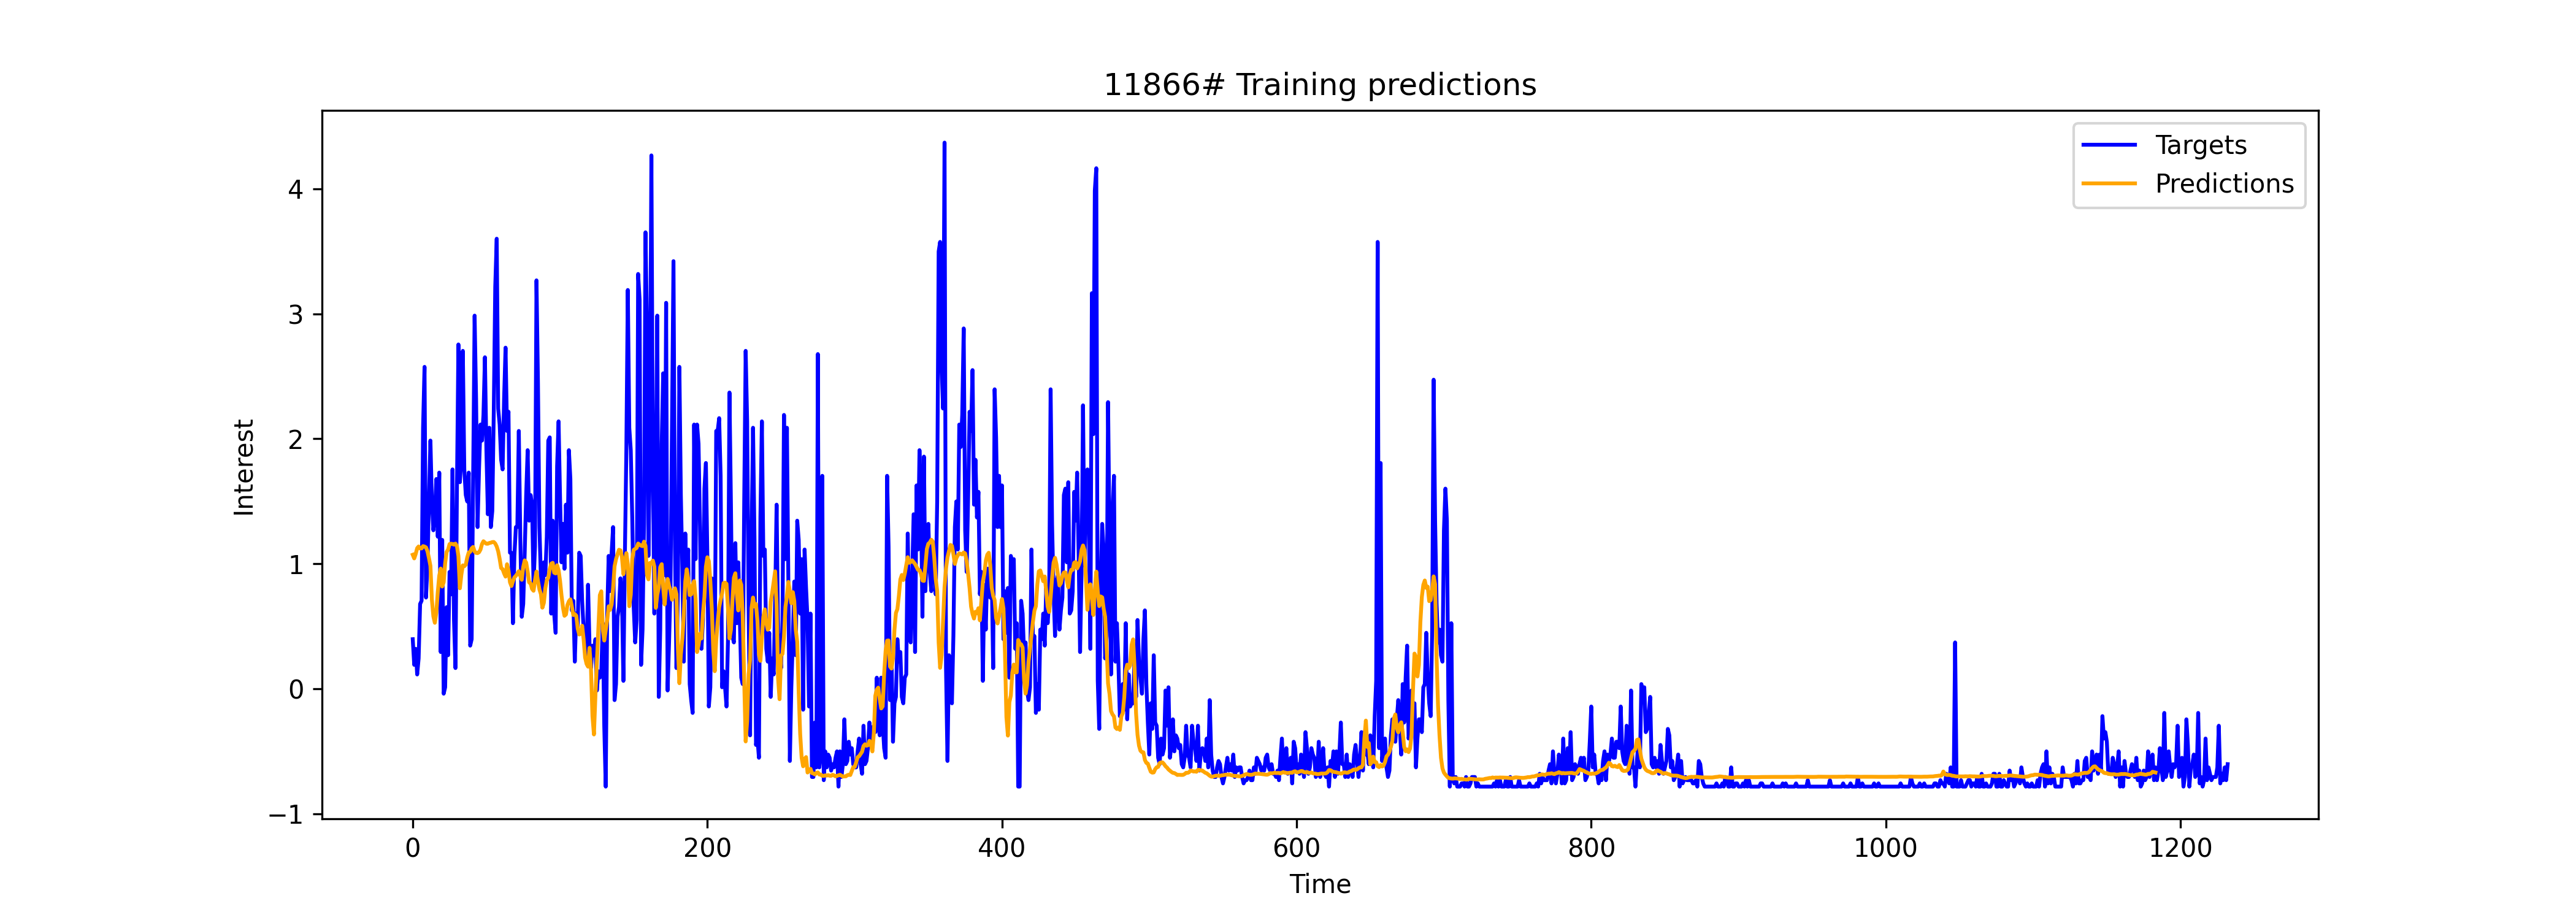 11866# Training predictions
Targets
Predictions
4
3
2
1
0
−1
Interest
0
200
400
600
800
1000
1200
Time